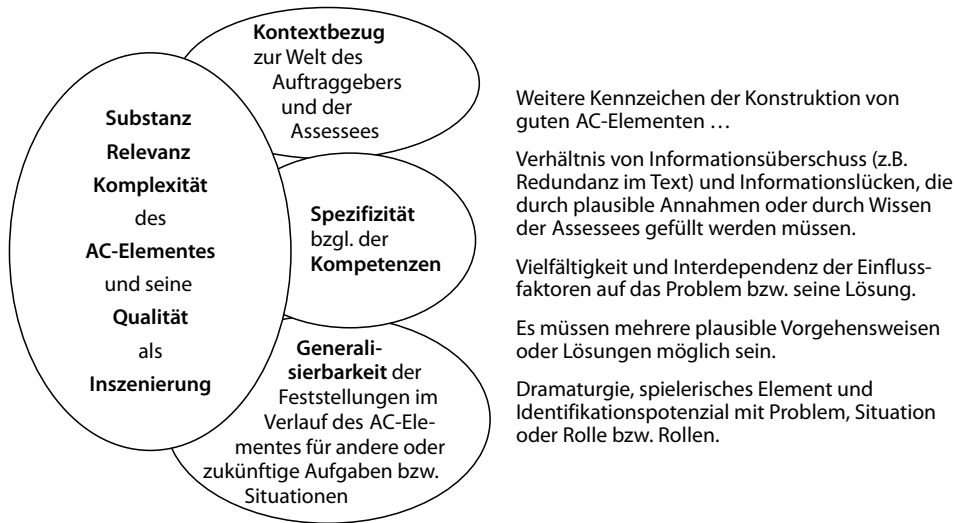 Kontextbezug
zur Welt des
Auftraggebers
und der
Assessees
Substanz
Relevanz
Komplexität
des
AC-Elementes
und seine
Qualität
als
Inszenierung
Spezifizität
bzgl. der
Kompetenzen
Generali-
sierbarkeit der
Feststellungen im
Verlauf des AC-Ele-
mentes für andere oder
zukünftige Aufgaben bzw.
Situationen
Weitere Kennzeichen der Konstruktion von
guten AC-Elementen …
Verhältnis von Informationsüberschuss (z.B.
Redundanz im Text) und Informationslücken, die
durch plausible Annahmen oder durch Wissen
der Assessees gefüllt werden müssen.
Vielfältigkeit und Interdependenz der Einfluss-
faktoren auf das Problem bzw. seine Lösung.
Es müssen mehrere plausible Vorgehensweisen
oder Lösungen möglich sein.
Dramaturgie, spielerisches Element und
Identifikationspotenzial mit Problem, Situation
oder Rolle bzw. Rollen.